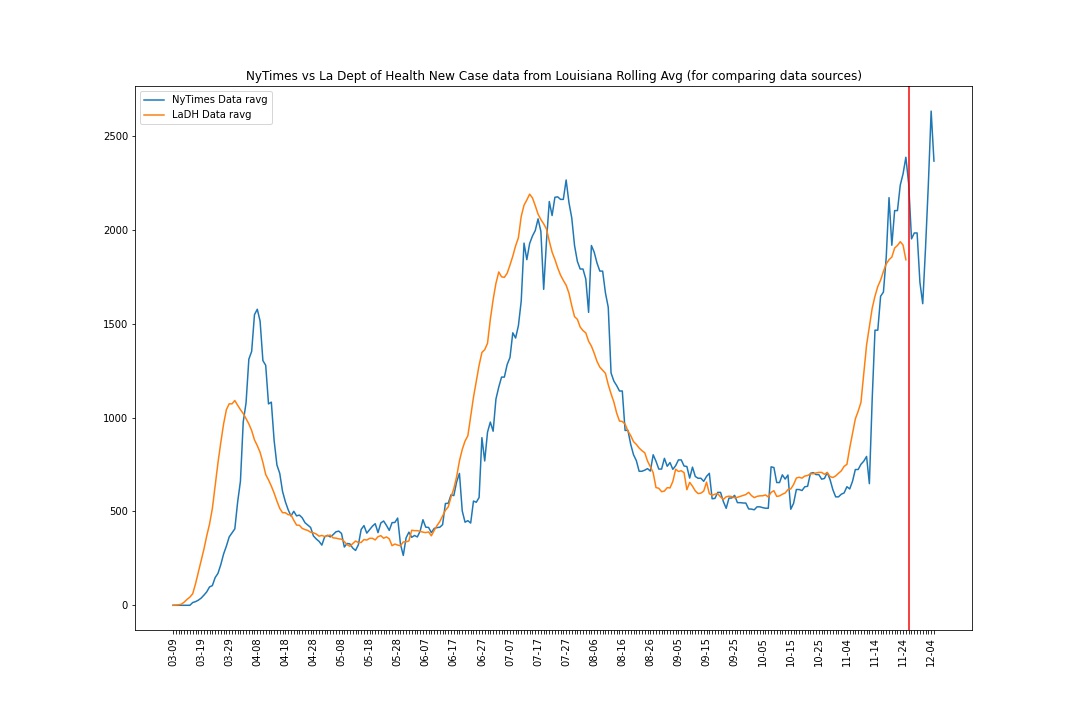 NyTimes vs La Dept of Health New Case data from Louisiana Rolling Avg (for comparing data sources)
NyTimes Data ravg
LaDH Data ravg
2500
2000
1500
1000
500
0
03-09 03-19 03-29 04-08 04-18 04-28 05-08 05-18 05-28 06-07 06-17 06-27 07-07 07-17 07-27 08-06 08-16 08-26 09-05 09-15 09-25 10-05 10-15 10-25 11-04 11-14 11-24 12-04